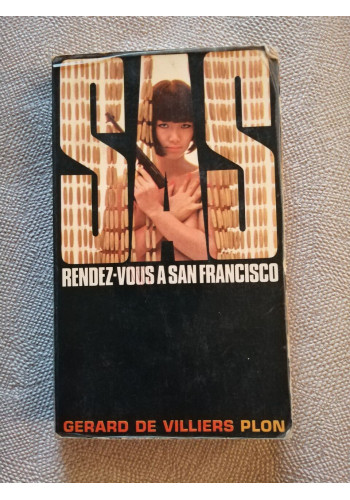 SAS
RENDEZ-VOUS A SAN FRANCISCO
GERARD DE VILLIERS PLON